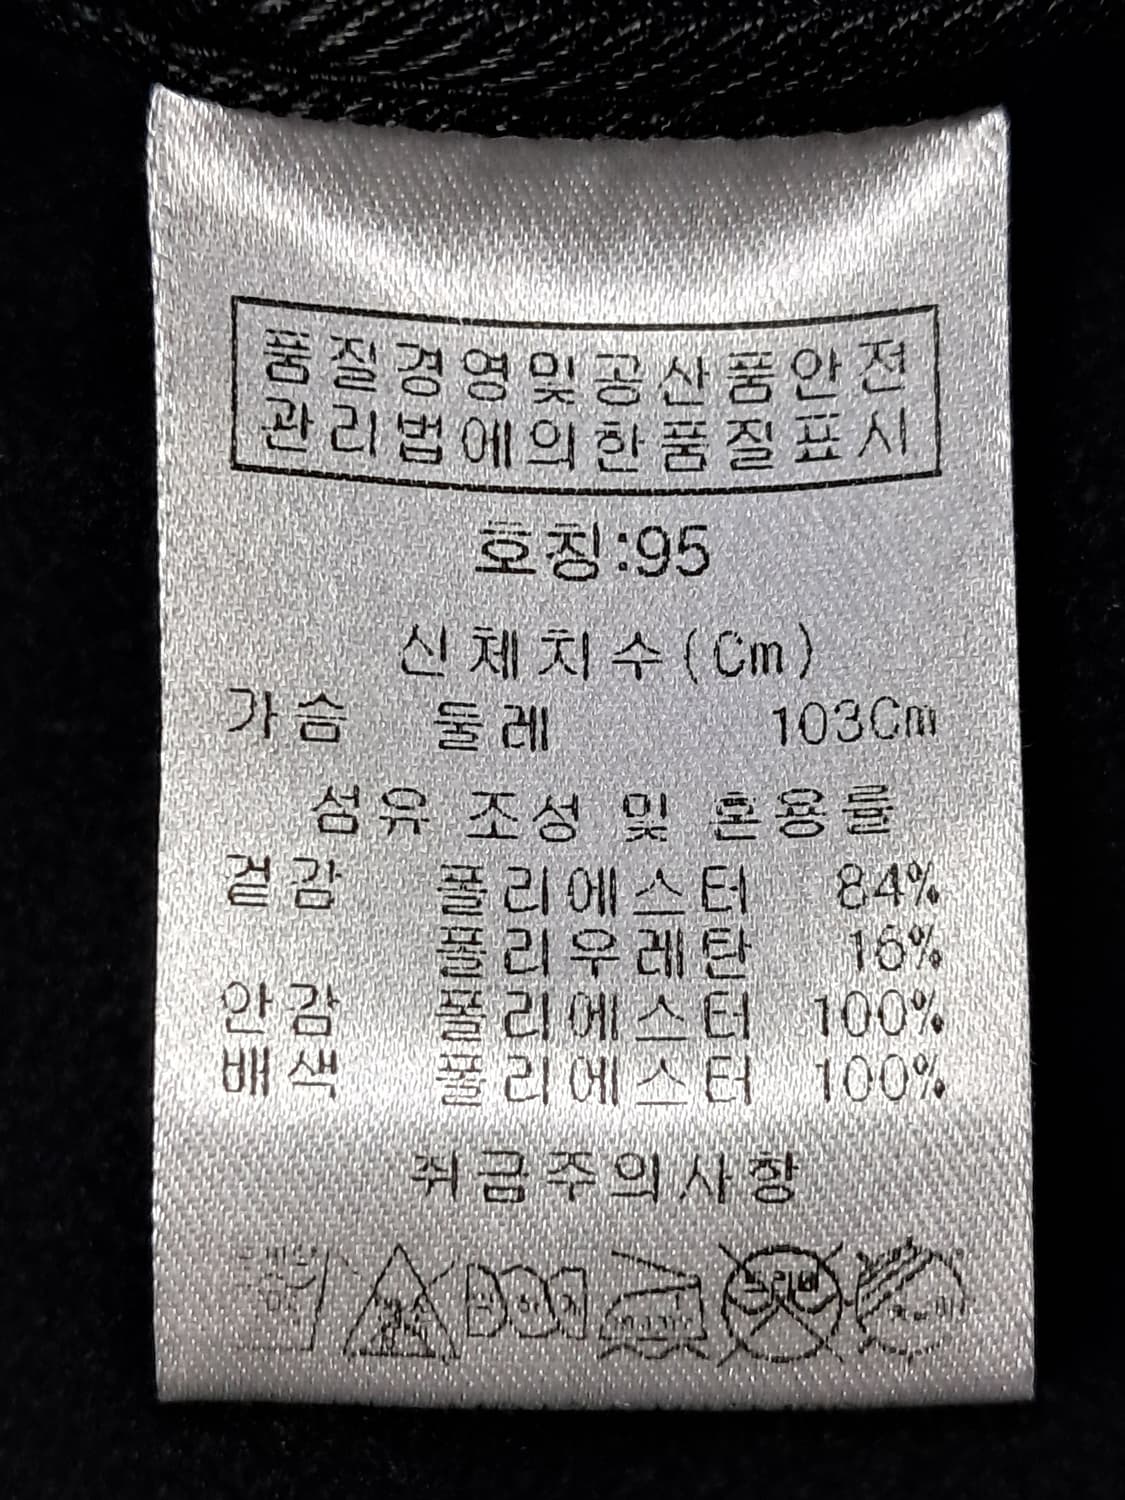 품질경영및공산품안전
관리법에의한품질표시
호칭:95
신체치수(Cm)
가슴 둘레 103Cm
섬유 조성 및 혼용률
겉감 폴리에스터 84%
폴리우레탄 16%
안감 폴리에스터 100%
배색 폴리에스터 100%
취급주의사항
드라이